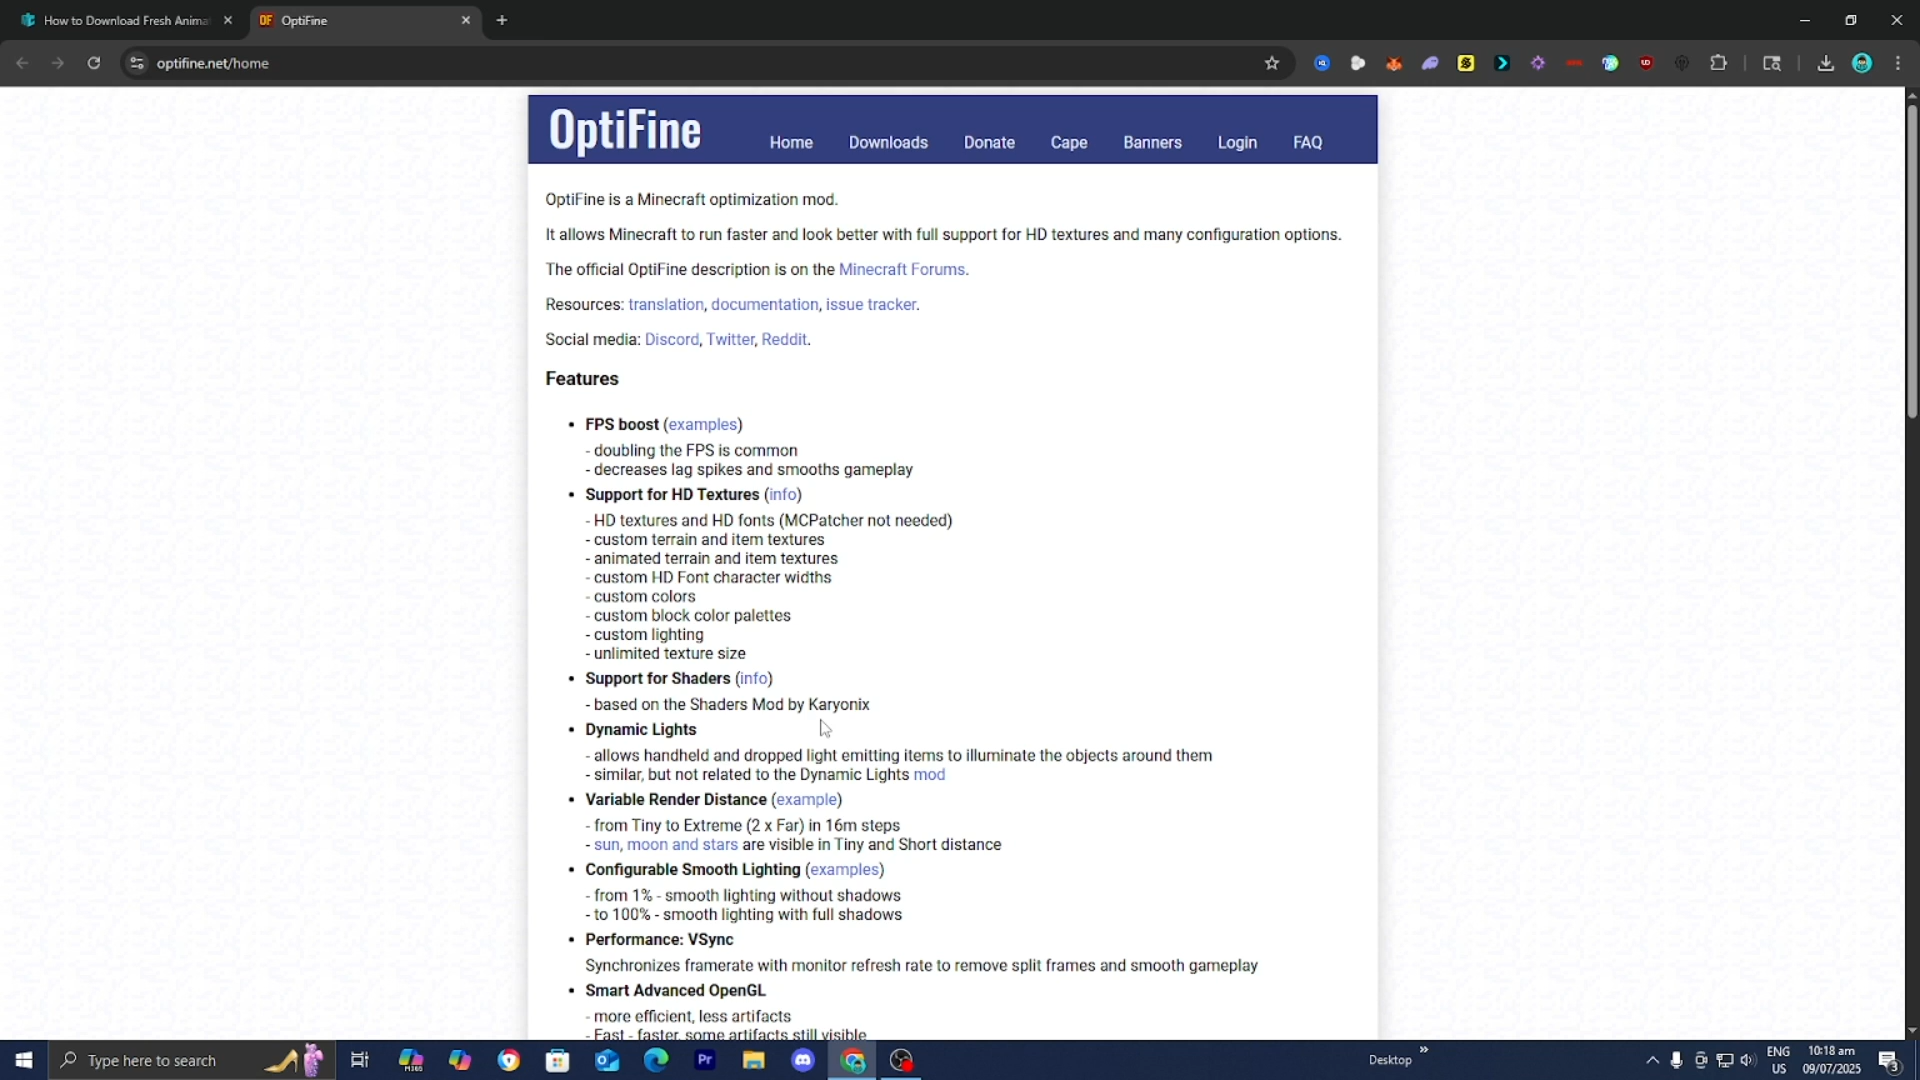 How to Download Fresh Anima
OptiFine
optifine.net/home
OptiFine
Home
Downloads
Donate
Cape
Banners
Login
FAQ
OptiFine is a Minecraft optimization mod.
It allows Minecraft to run faster and look better with full support for HD textures and many configuration options.
The official OptiFine description is on the Minecraft Forums.
Resources: translation, documentation, issue tracker.
Social media: Discord, Twitter, Reddit.
Features
• FPS boost (examples)
- doubling the FPS is common
- decreases lag spikes and smooths gameplay
• Support for HD Textures (info)
- HD textures and HD fonts (MCPatcher not needed)
- custom terrain and item textures
- animated terrain and item textures
- custom HD Font character widths
- custom colors
- custom block color palettes
- custom lighting
- unlimited texture size
• Support for Shaders (info)
- based on the Shaders Mod by Karyonix
• Dynamic Lights
- allows handheld and dropped light emitting items to illuminate the objects around them
- similar, but not related to the Dynamic Lights mod
• Variable Render Distance (example)
- from Tiny to Extreme (2 x Far) in 16m steps
- sun, moon and stars are visible in Tiny and Short distance
• Configurable Smooth Lighting (examples)
- from 1% - smooth lighting without shadows
- to 100% - smooth lighting with full shadows
• Performance: VSync
Synchronizes framerate with monitor refresh rate to remove split frames and smooth gameplay
• Smart Advanced OpenGL
- more efficient, less artifacts
- Fast - faster, some artifacts still visible
Type here to search
Desktop
ENG
US
10:18 am
09/07/2025
3